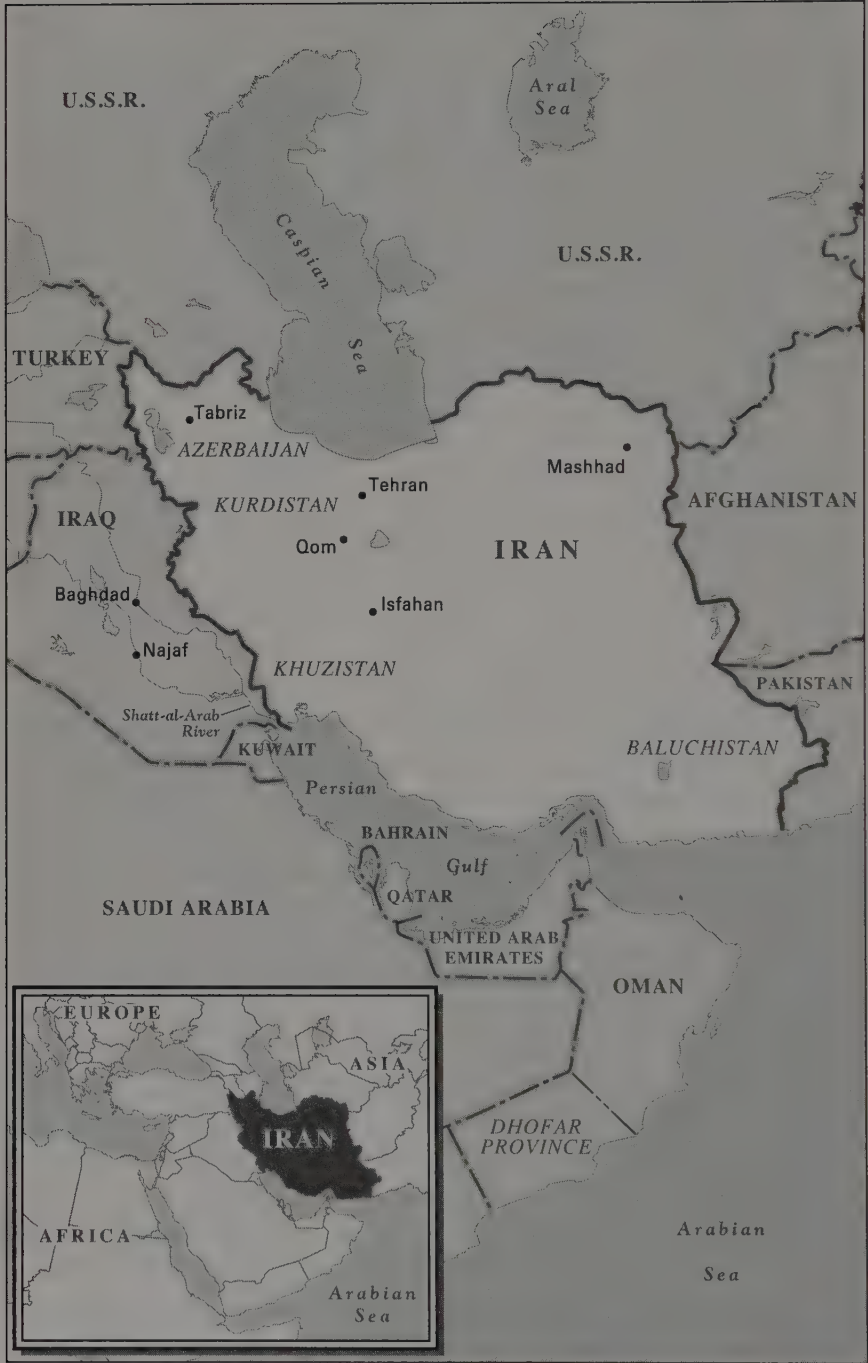 U.S.S.R.
Aral
Sea
Caspian
Sea
U.S.S.R.
TURKEY
Tabriz
AZERBAIJAN
Mashhad
Tehran
KURDISTAN
AFGHANISTAN
IRAQ
Qom
IRAN
Baghdad
Isfahan
Najaf
KHUZISTAN
PAKISTAN
Shatt-al-Arab
River
KUWAIT
BALUCHISTAN
Persian
Gulf
BAHRAIN
QATAR
SAUDI ARABIA
UNITED ARAB
EMIRATES
OMAN
DHOFAR
PROVINCE
Arabian
Sea
EUROPE
ASIA
IRAN
AFRICA
Arabian
Sea